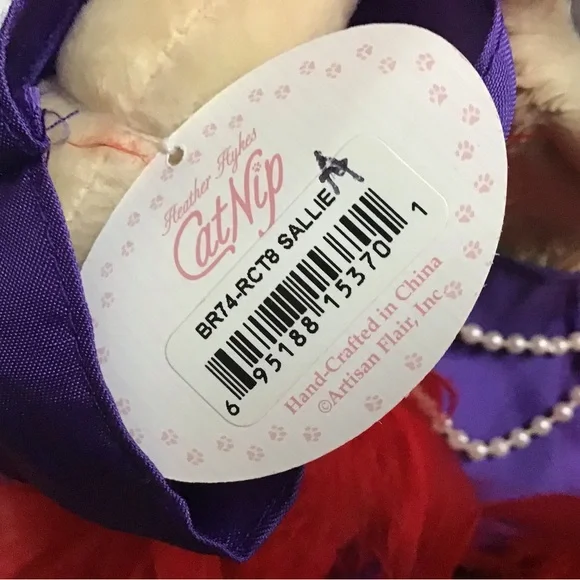 Heather Hykes
CatNip
BR74-RCT8 SALLIE A
6 95188 15370 1
Hand-Crafted in China
©Artisan Flair, Inc.